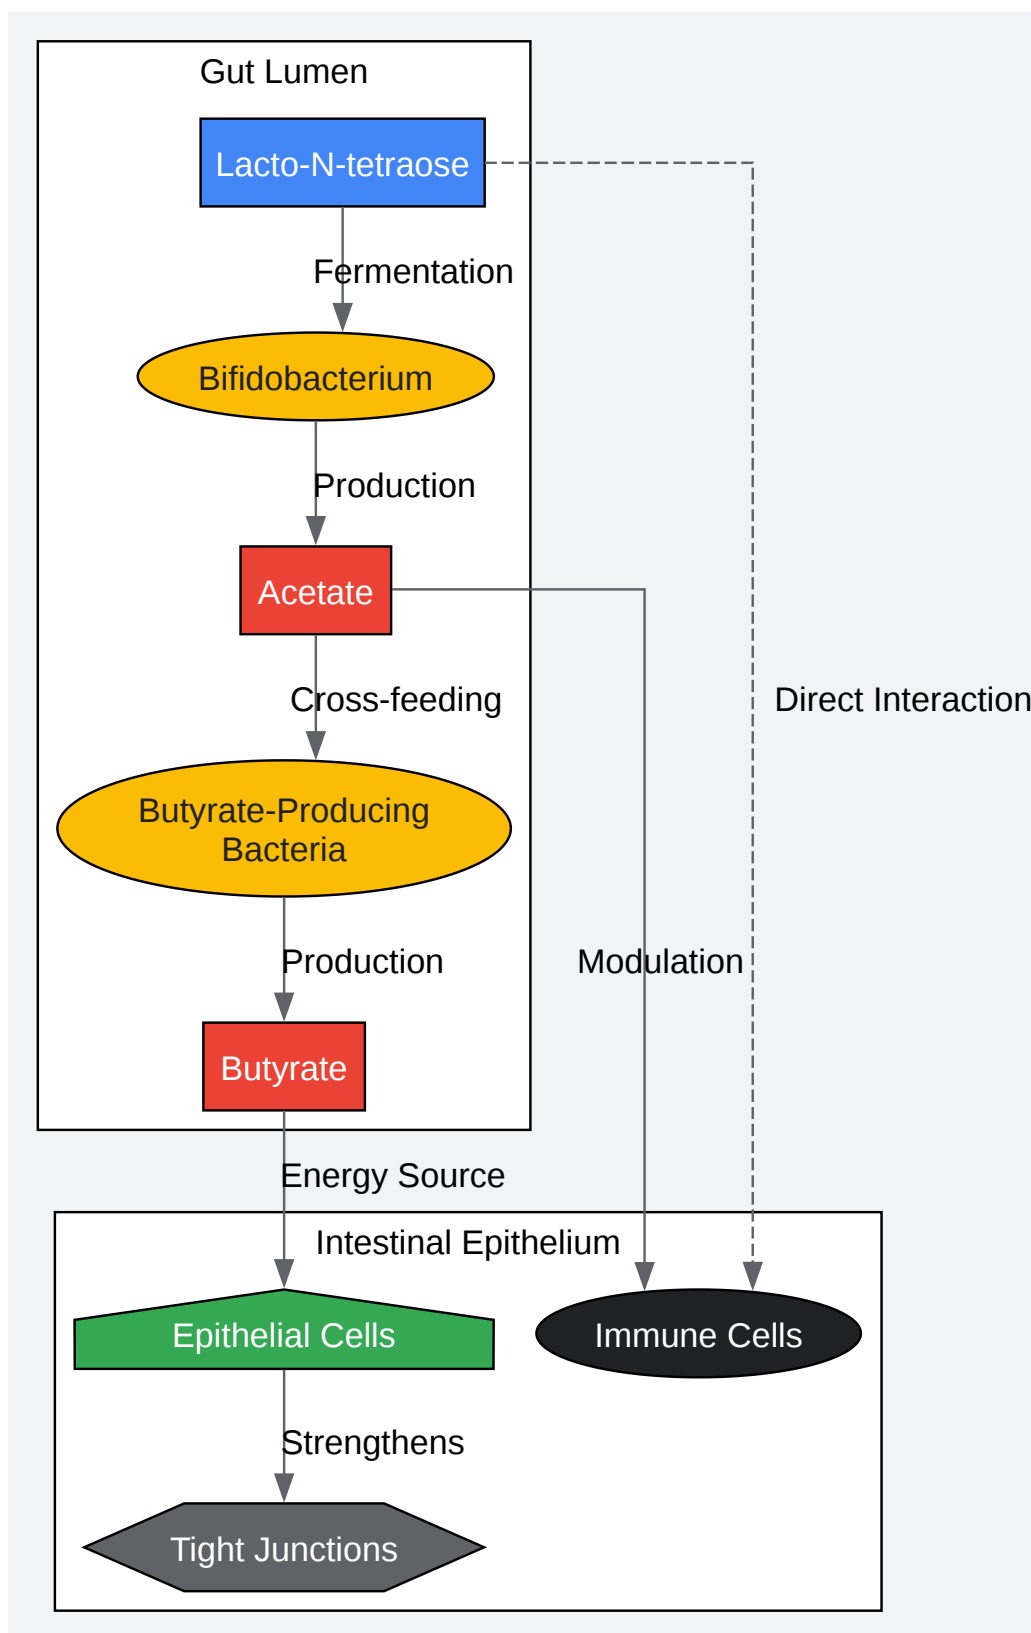 Gut Lumen
Lacto-N-tetraose
Fermentation
Bifidobacterium
Production
Acetate
Cross-feeding
Direct Interaction
Butyrate-Producing
Bacteria
Production
Modulation
Butyrate
Energy Source
Intestinal Epithelium
Epithelial Cells
Immune Cells
Strengthens
Tight Junctions